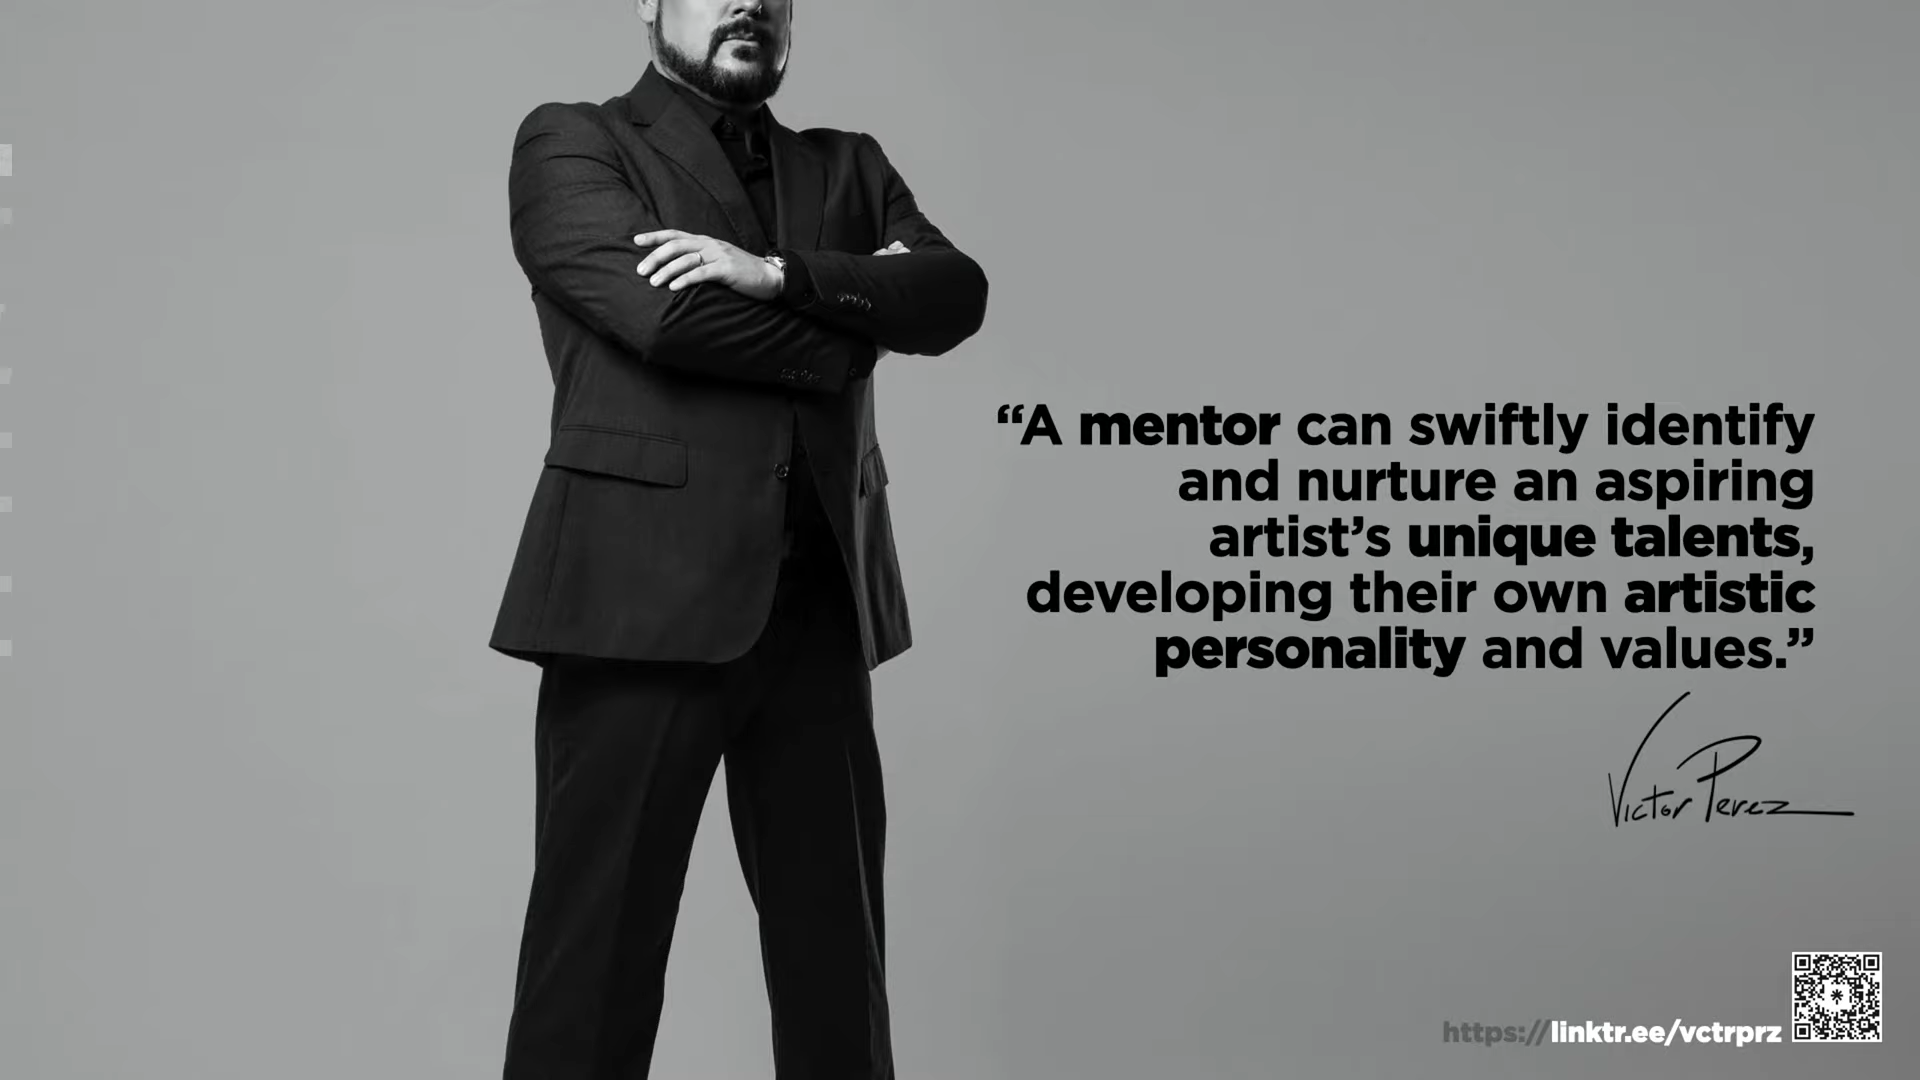 “A mentor can swiftly identify
and nurture an aspiring
artist’s unique talents,
developing their own artistic
personality and values.”
Victor Perez
https://linktr.ee/vctrprz